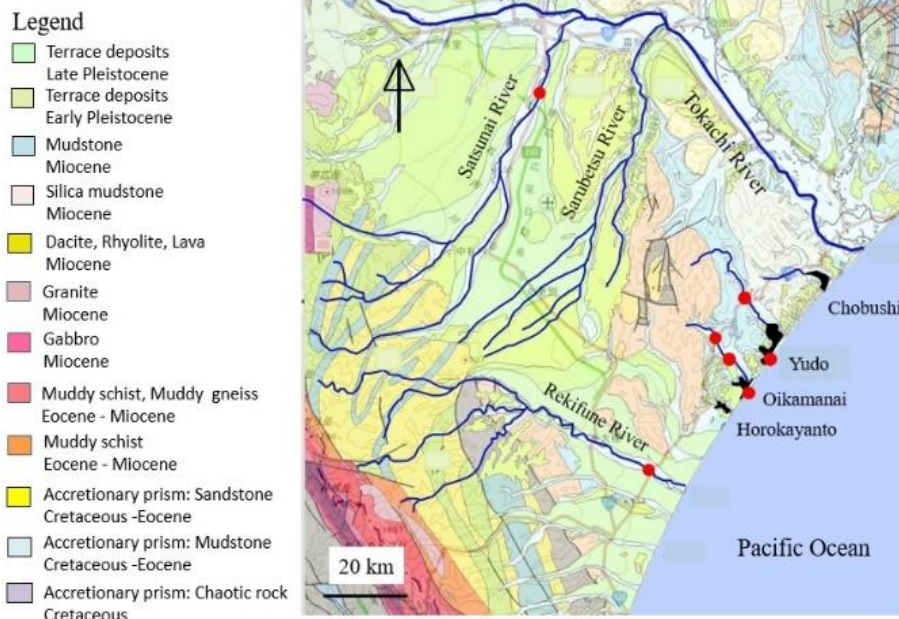 Legend
Terrace deposits
Late Pleistocene
Terrace deposits
Early Pleistocene
Mudstone
Miocene
Silica mudstone
Miocene
Dacite, Rhyolite, Lava
Miocene
Granite
Miocene
Gabbro
Miocene
Muddy schist, Muddy gneiss
Eocene - Miocene
Muddy schist
Eocene - Miocene
Accretionary prism: Sandstone
Cretaceous -Eocene
Accretionary prism: Mudstone
Cretaceous -Eocene
Accretionary prism: Chaotic rock
Cretaceous
Satsunai River
Sarubetsu River
Tokachi River
Chobushi
Yudo
Oikamanai
Horokayanto
Rekifune River
Pacific Ocean
20 km